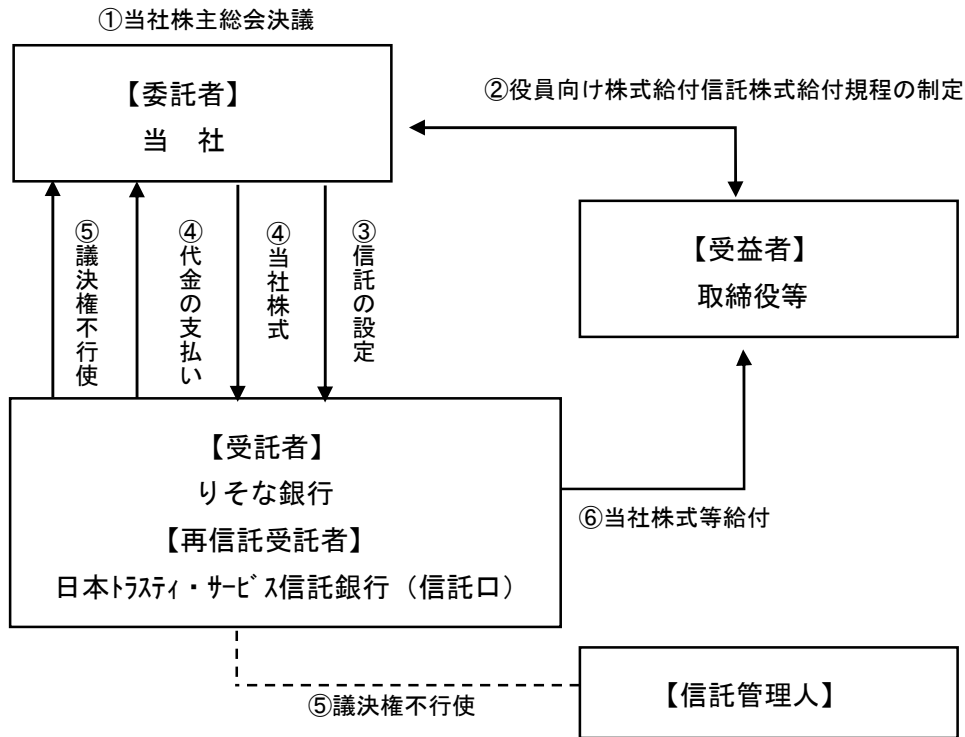 ①当社株主総会決議
【委託者】
当　社
②役員向け株式給付信託株式給付規程の制定
⑤議決権不行使
④代金の支払い
④当社株式
③信託の設定
【受益者】
取締役等
【受託者】
りそな銀行
【再信託受託者】
日本ﾄﾗｽﾃｨ・ｻｰﾋﾞｽ信託銀行（信託口）
⑥当社株式等給付
⑤議決権不行使
【信託管理人】